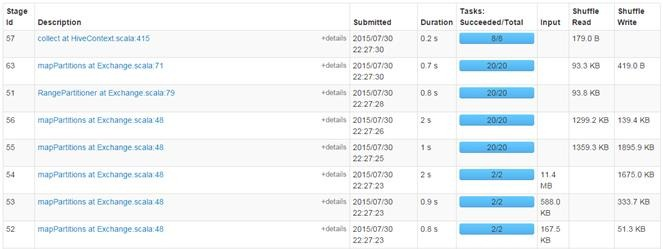 Stage Id Description Submitted Duration Tasks: Succeeded/Total Input Shuffle Read Shuffle Write
57 collect at HiveContext.scala:415 +details 2015/07/30 22:27:30 0.2 s 8/8 179.0 B
63 mapPartitions at Exchange.scala:71 +details 2015/07/30 22:27:30 0.7 s 20/20 93.3 KB 419.0 B
51 RangePartitioner at Exchange.scala:79 +details 2015/07/30 22:27:28 0.8 s 20/20 93.8 KB
56 mapPartitions at Exchange.scala:48 +details 2015/07/30 22:27:26 2 s 20/20 1299.2 KB 139.4 KB
55 mapPartitions at Exchange.scala:48 +details 2015/07/30 22:27:25 1 s 20/20 1359.3 KB 1895.9 KB
54 mapPartitions at Exchange.scala:48 +details 2015/07/30 22:27:23 2 s 2/2 11.4 MB 1675.0 KB
53 mapPartitions at Exchange.scala:48 +details 2015/07/30 22:27:23 0.9 s 2/2 588.0 KB 333.7 KB
52 mapPartitions at Exchange.scala:48 +details 2015/07/30 22:27:23 0.8 s 2/2 167.5 KB 51.3 KB